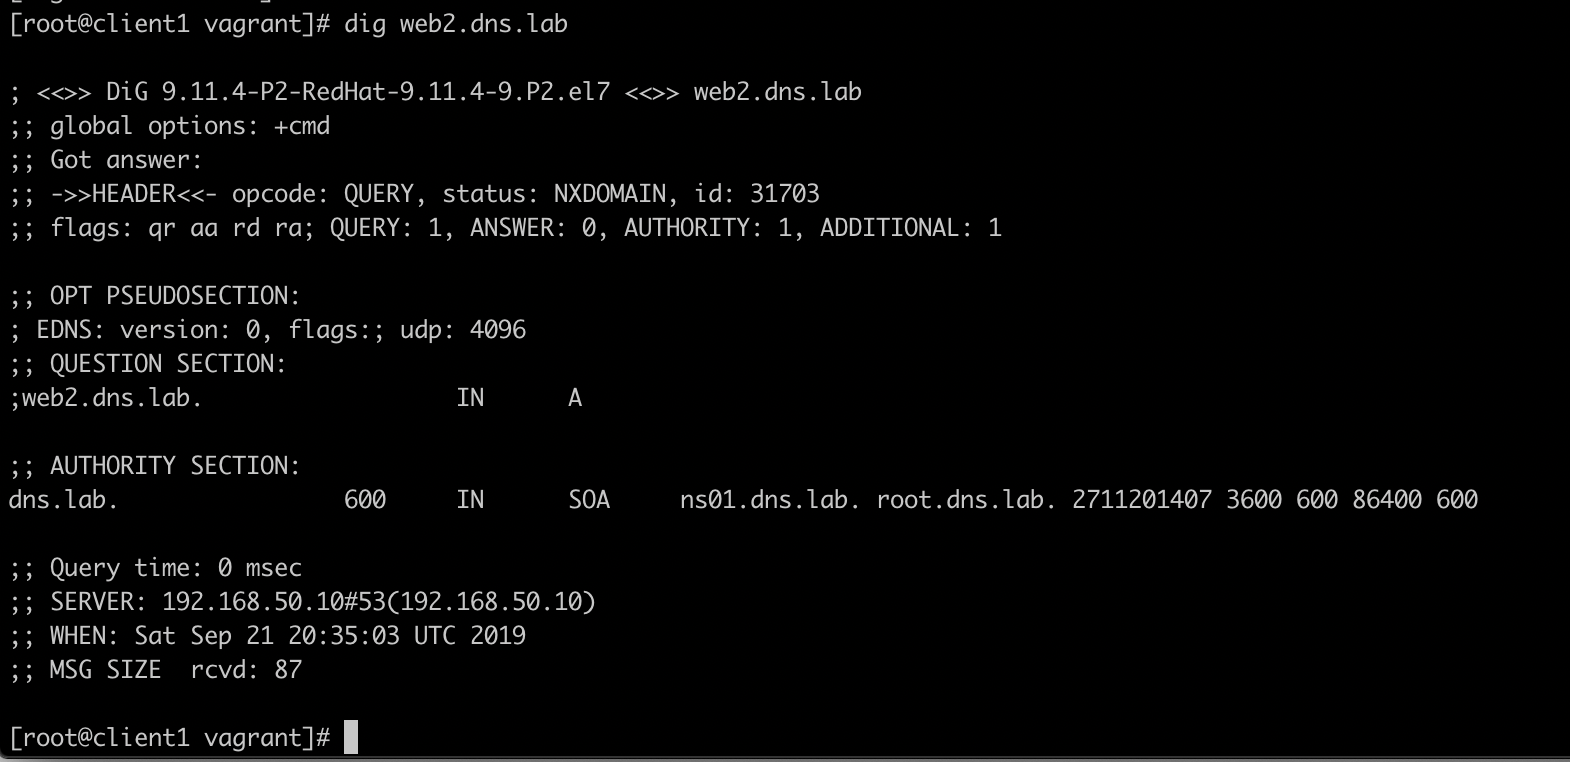 [root@client1 vagrant]# dig web2.dns.lab
; <<>> DiG 9.11.4-P2-RedHat-9.11.4-9.P2.el7 <<>> web2.dns.lab
;; global options: +cmd
;; Got answer:
;; ->>HEADER<<- opcode: QUERY, status: NXDOMAIN, id: 31703
;; flags: qr aa rd ra; QUERY: 1, ANSWER: 0, AUTHORITY: 1, ADDITIONAL: 1
;; OPT PSEUDOSECTION:
; EDNS: version: 0, flags:; udp: 4096
;; QUESTION SECTION:
;web2.dns.lab. IN A
;; AUTHORITY SECTION:
dns.lab. 600 IN SOA ns01.dns.lab. root.dns.lab. 2711201407 3600 600 86400 600
;; Query time: 0 msec
;; SERVER: 192.168.50.10#53(192.168.50.10)
;; WHEN: Sat Sep 21 20:35:03 UTC 2019
;; MSG SIZE rcvd: 87
[root@client1 vagrant]#